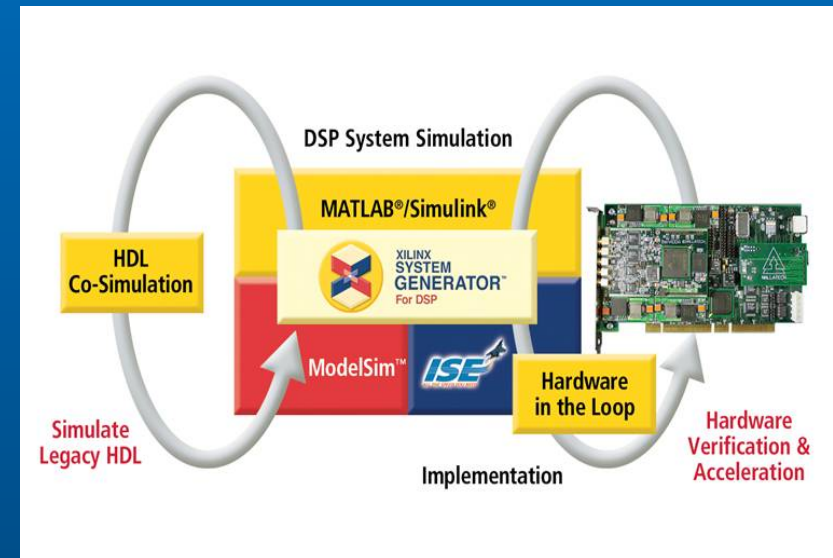 DSP System Simulation
MATLAB®/Simulink®
HDL
Co-Simulation
XILINX
SYSTEM
GENERATOR™
For DSP
ModelSim™
ISE
Hardware
in the Loop
Simulate
Legacy HDL
Implementation
Hardware
Verification &
Acceleration